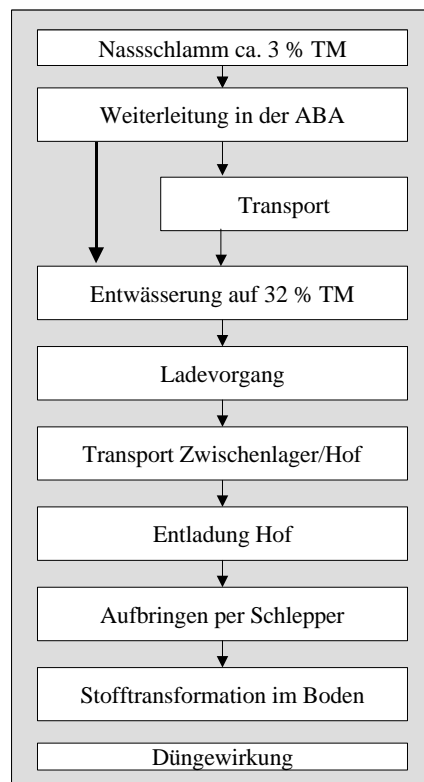 Nassschlamm ca. 3 % TM
Weiterleitung in der ABA
Transport
Entwässerung auf 32 % TM
Ladevorgang
Transport Zwischenlager/Hof
Entladung Hof
Aufbringen per Schlepper
Stofftransformation im Boden
Düngewirkung